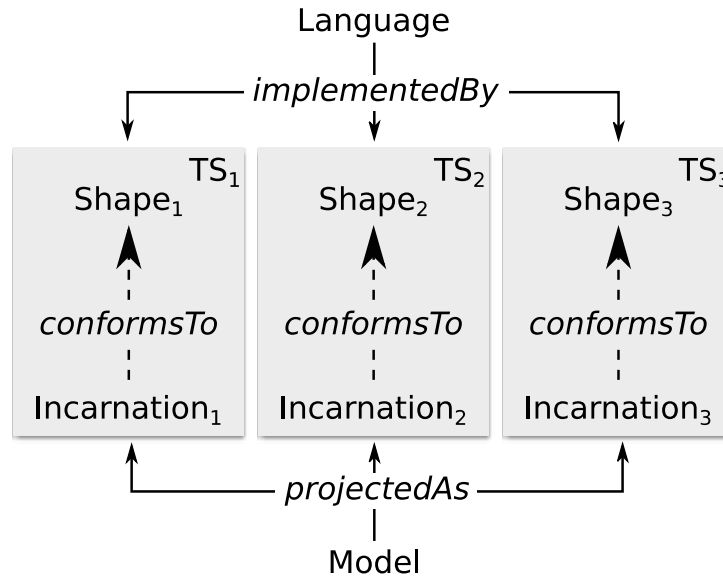 Language
implementedBy
TS₁ TS₂ TS₃
Shape₁ Shape₂ Shape₃
conformsTo conformsTo conformsTo
Incarnation₁ Incarnation₂ Incarnation₃
projectedAs
Model